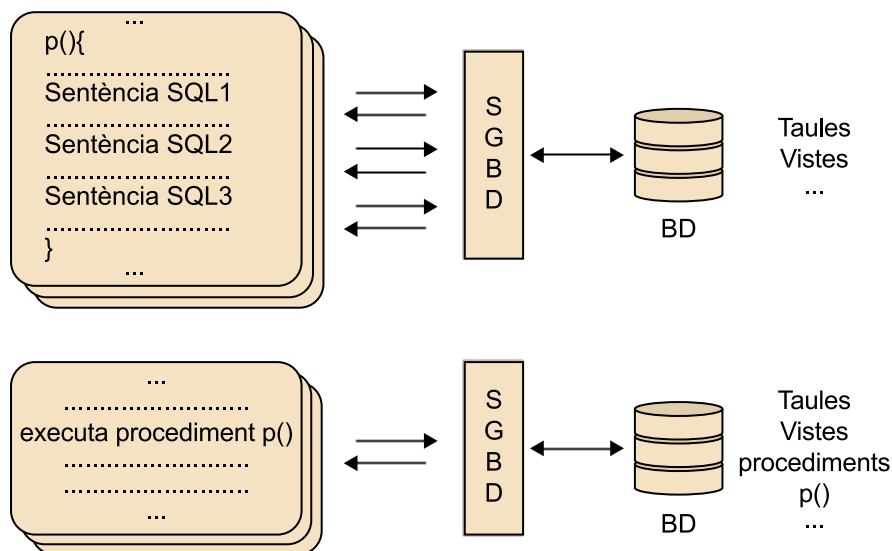 ...
p(){
.............................
Sentència SQL1
.............................
Sentència SQL2
.............................
Sentència SQL3
.............................
}
...
S
G
B
D
BD
Taules
Vistes
...
...
.............................
executa procediment p()
.............................
.............................
...
S
G
B
D
BD
Taules
Vistes
procediments
p()
...